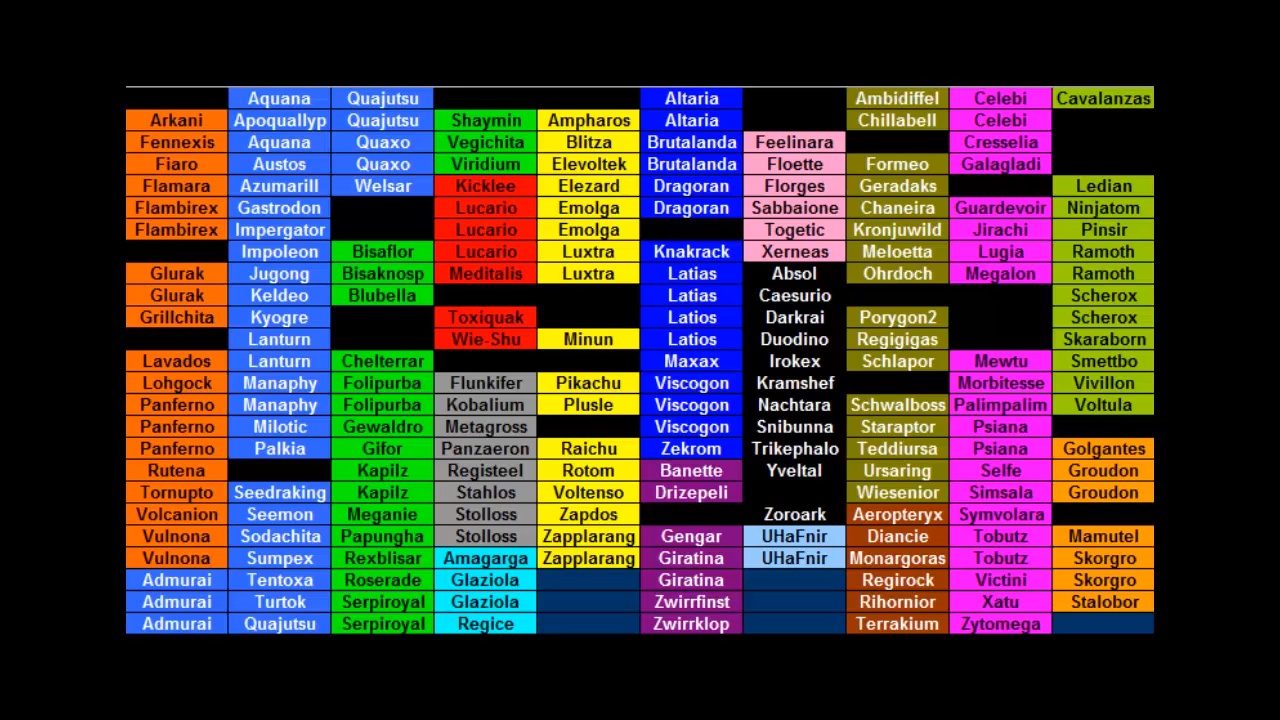 Aquana Quajutsu Altaria Ambidiffel Celebi Cavalanzas
Arkani Apoquallyp Quajutsu Shaymin Ampharos Altaria Chillabell Celebi
Fennexis Aquana Quaxo Vegichita Blitza Brutalanda Feelinara Cresselia
Fiaro Austos Quaxo Viridium Elevoltek Brutalanda Floette Formeo Galagladi
Flamara Azumarill Welsar Kicklee Elezard Dragoran Florges Geradaks Ledian
Flambirex Gastrodon Lucario Emolga Dragoran Sabbaione Chaneira Guardevoir Ninjatom
Flambirex Impergator Lucario Emolga Togetic Kronjuwild Jirachi Pinsir
Impoleon Bisaflor Lucario Luxtra Knakrack Xerneas Meloetta Lugia Ramoth
Glurak Jugong Bisaknosp Meditalis Luxtra Latias Absol Ohrdoch Megalon Ramoth
Glurak Keldeo Blubella Latias Caesurio Scherox
Grillchita Kyogre Toxiquak Latios Darkrai Porygon2 Scherox
Lanturn Wie-Shu Minun Latios Duodino Regigigas Skaraborn
Lavados Lanturn Chelterrar Maxax Irokex Schlapor Mewtu Smettbo
Lohgock Manaphy Folipurba Flunkifer Pikachu Viscogon Kramshef Morbitesse Vivillon
Panferno Manaphy Folipurba Kobalium Plusle Viscogon Nachtara Schwalboss Palimpalim Voltula
Panferno Milotic Gewaldro Metagross Viscogon Snibunna Staraptor Psiana
Panferno Palkia Gifor Panzaeron Raichu Zekrom Trikephalo Teddiursa Psiana Golgantes
Rutena Kapilz Registeel Rotom Banette Yveltal Ursaring Selfe Groudon
Tornupto Seedraking Kapilz Stahlos Voltenso Drizepeli Wiesenior Simsala Groudon
Volcanion Seemon Meganie Stolloss Zapdos Zoroark Aeropteryx Symvolara
Vulnona Sodachita Papungha Stolloss Zapplarang Gengar UHaFnir Diancie Tobutz Mamutel
Vulnona Sumpex Rexblisar Amagarga Zapplarang Giratina UHaFnir Monargoras Tobutz Skorgro
Admurai Tentoxa Roserade Glaziola Giratina Regirock Victini Skorgro
Admurai Turtok Serpiroyal Glaziola Zwirrfinst Rihornior Xatu Stalobor
Admurai Quajutsu Serpiroyal Regice Zwirrklop Terrakium Zytomega